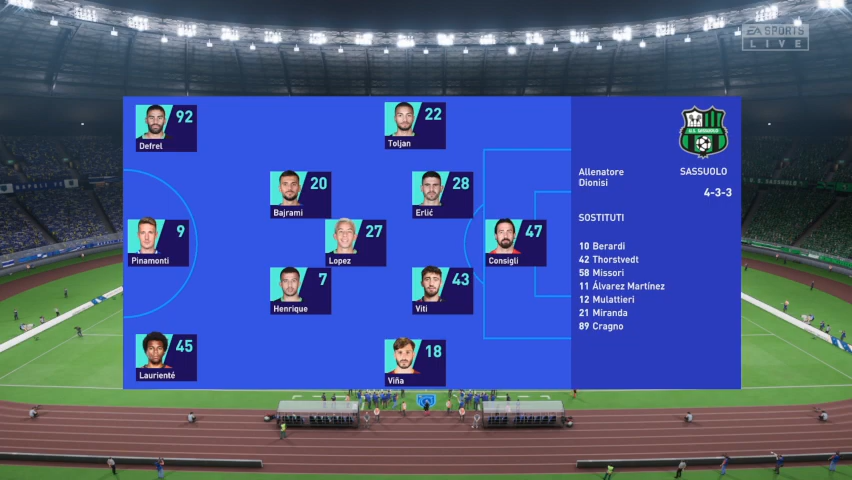 EA SPORTS
LIVE
92
Defrel
22
Toljan
20
Bajrami
28
Erlić
9
Pinamonti
27
Lopez
47
Consigli
7
Henrique
43
Viti
45
Laurienté
18
Viña
Allenatore
Dionisi
SASSUOLO
4-3-3
SOSTITUTI
10 Berardi
42 Thorstvedt
58 Missori
11 Álvarez Martínez
12 Mulattieri
21 Miranda
89 Cragno